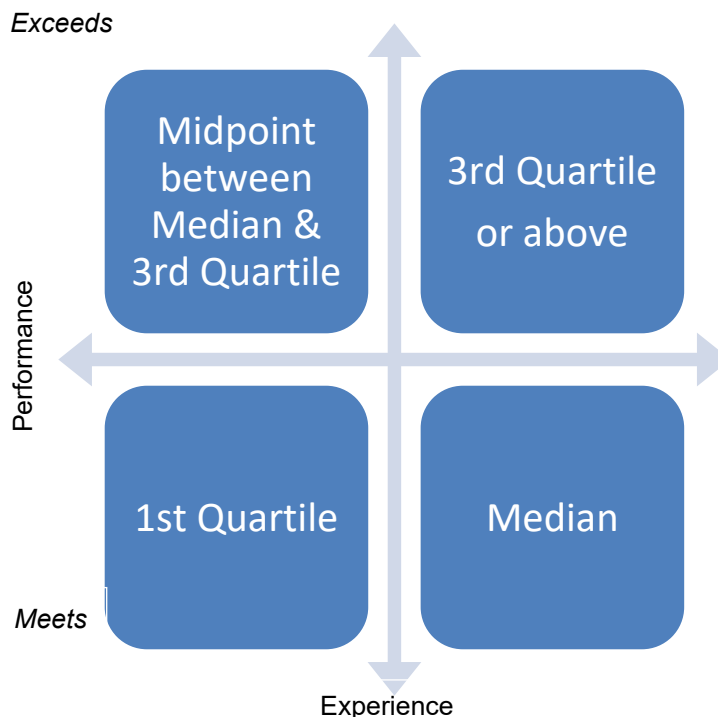 Exceeds
Midpoint
between
Median &
3rd Quartile
3rd Quartile
or above
Performance
1st Quartile
Median
Meets
Experience